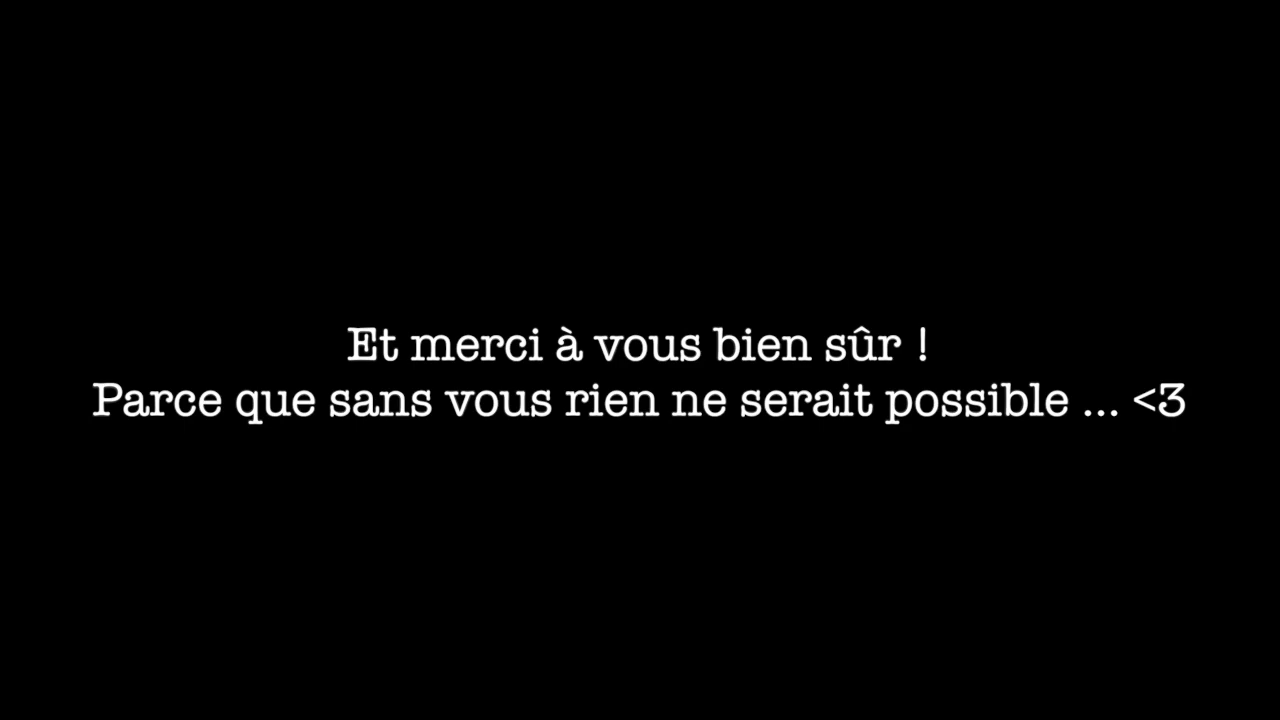 Et merci à vous bien sûr !
Parce que sans vous rien ne serait possible ... <3